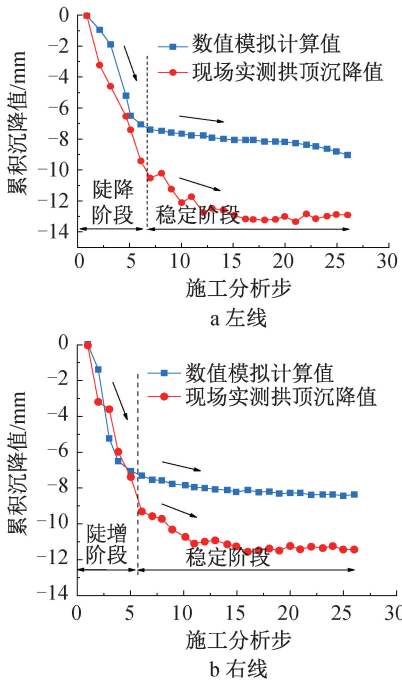 0
−2
−4
−6
−8
−10
−12
−14
累积沉降值/mm
数值模拟计算值
现场实测拱顶沉降值
陡降
阶段
稳定阶段
0 5 10 15 20 25 30
施工分析步
a 左线
0
−2
−4
−6
−8
−10
−12
−14
累积沉降值/mm
数值模拟计算值
现场实测拱顶沉降值
陡增
阶段
稳定阶段
0 5 10 15 20 25 30
施工分析步
b 右线